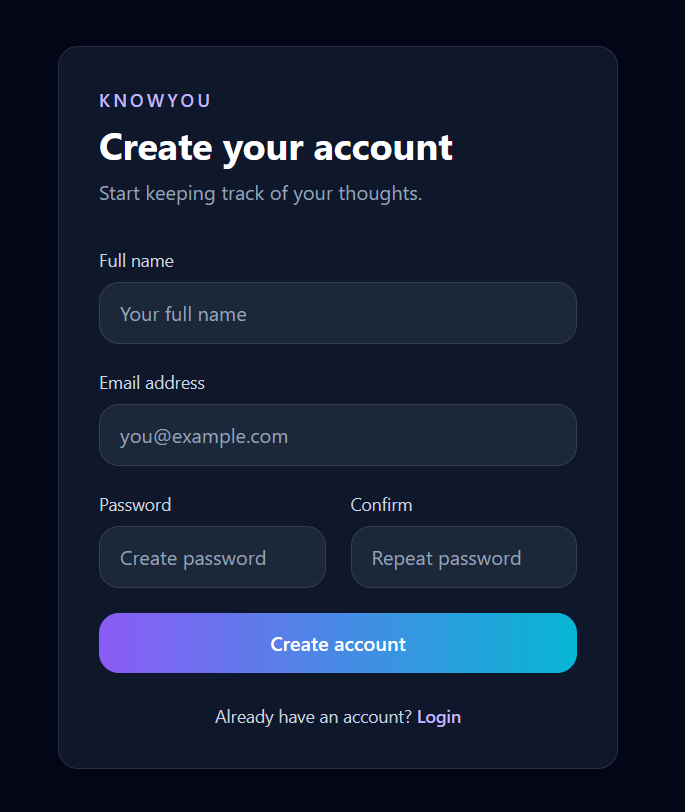 KNOWYOU
Create your account
Start keeping track of your thoughts.
Full name
Your full name
Email address
you@example.com
Password Confirm
Create password Repeat password
Create account
Already have an account? Login